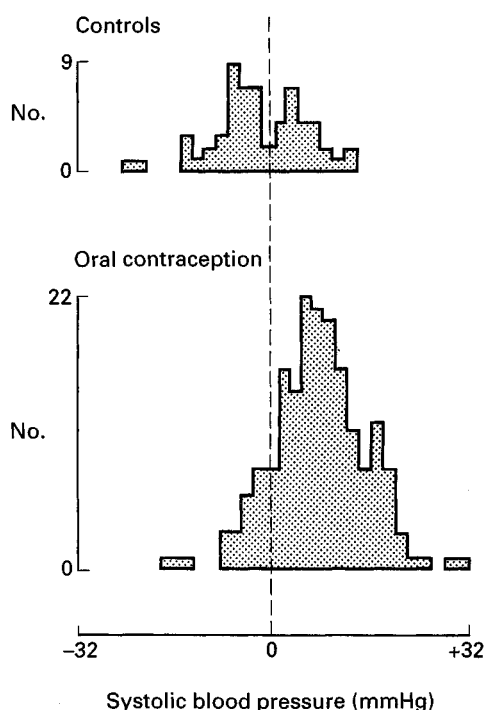 Controls
9
No.
0
Oral contraception
22
No.
0
−32 0 +32
Systolic blood pressure (mmHg)